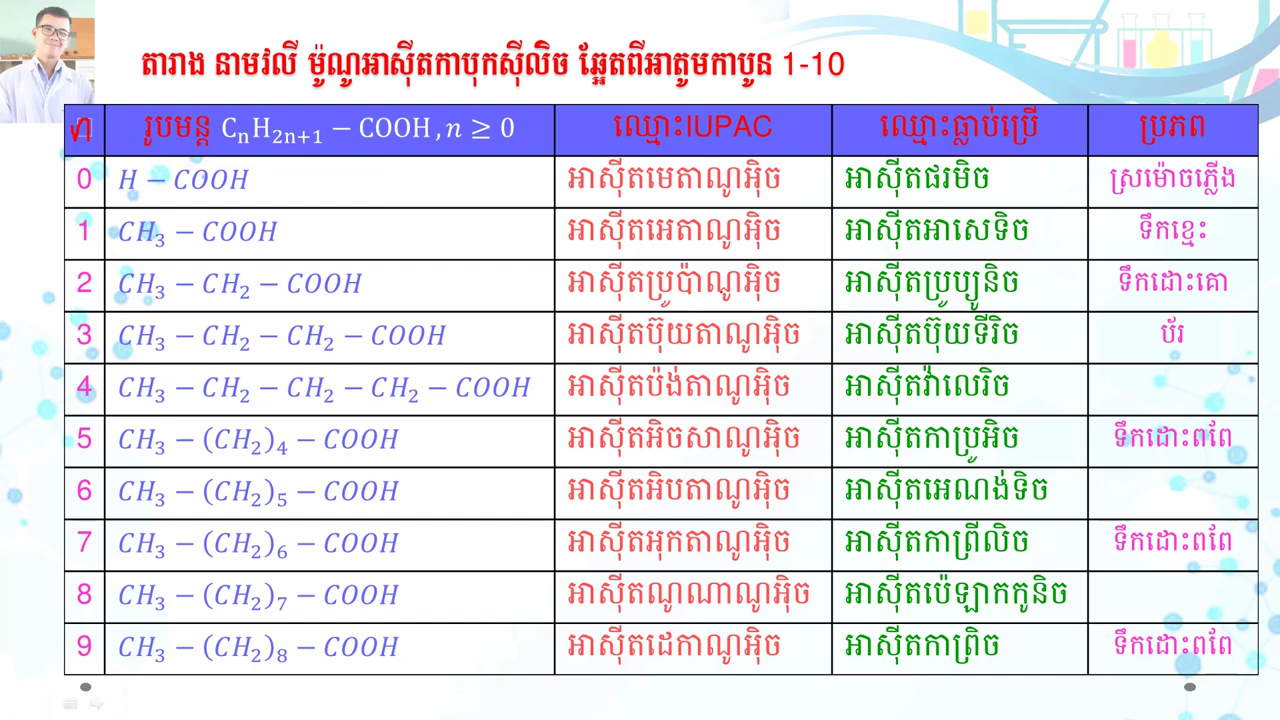 តារាង នាមវលី ម៉ូណូអាស៊ីតកាបុកស៊ីលិច ឆ្អែតពីអាតូមកាបូន 1-10
រូបមន្ត CₙH₂ₙ₊₁ − COOH , n ≥ 0 ឈ្មោះIUPAC ឈ្មោះធ្លាប់ប្រើ ប្រភព
0 H − COOH អាស៊ីតមេតាណូអ៊ិច អាស៊ីតផរមិច ស្រម៉ោចភ្លើង
1 CH₃ − COOH អាស៊ីតអេតាណូអ៊ិច អាស៊ីតអាសេទិច ទឹកខ្មេះ
2 CH₃ − CH₂ − COOH អាស៊ីតប្រូប៉ាណូអ៊ិច អាស៊ីតប្រូប្យូនិច ទឹកដោះគោ
3 CH₃ − CH₂ − CH₂ − COOH អាស៊ីតប៊ុយតាណូអ៊ិច អាស៊ីតប៊ុយទីរិច ប័រ
4 CH₃ − CH₂ − CH₂ − CH₂ − COOH អាស៊ីតប៉ង់តាណូអ៊ិច អាស៊ីតវ៉ាលេរិច
5 CH₃ − (CH₂)₄ − COOH អាស៊ីតអិចសាណូអ៊ិច អាស៊ីតកាប្រូអិច ទឹកដោះពពែ
6 CH₃ − (CH₂)₅ − COOH អាស៊ីតអិបតាណូអ៊ិច អាស៊ីតអេណង់ទិច
7 CH₃ − (CH₂)₆ − COOH អាស៊ីតអុកតាណូអ៊ិច អាស៊ីតកាព្រីលិច ទឹកដោះពពែ
8 CH₃ − (CH₂)₇ − COOH អាស៊ីតណូណាណូអ៊ិច អាស៊ីតប៉េឡាកកូនិច
9 CH₃ − (CH₂)₈ − COOH អាស៊ីតដេកាណូអ៊ិច អាស៊ីតកាព្រិច ទឹកដោះពពែ